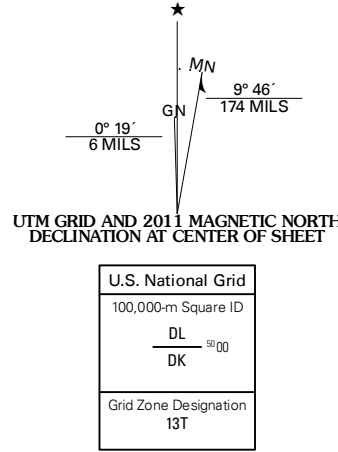 ★
MN
GN
9° 46´
174 MILS
0° 19´
6 MILS
UTM GRID AND 2011 MAGNETIC NORTH
DECLINATION AT CENTER OF SHEET
U.S. National Grid
100,000-m Square ID
DL
5000
DK
Grid Zone Designation
13T